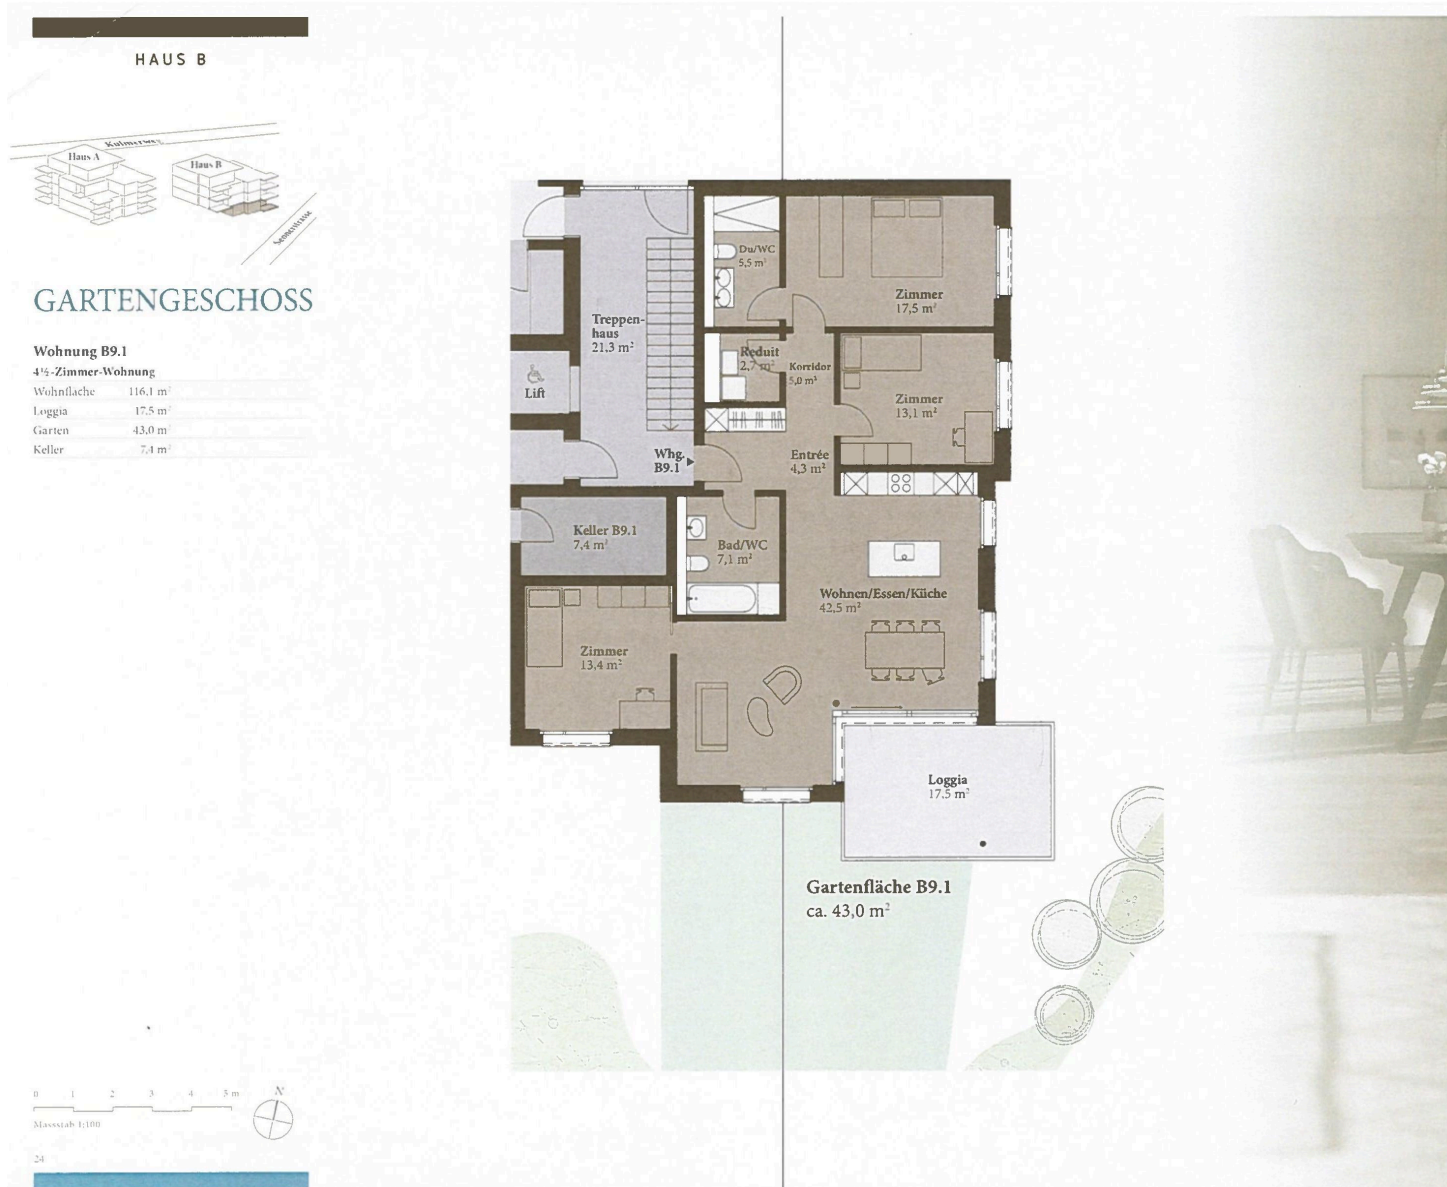 HAUS B
Kulmerweg
Haus A
Haus B
Sennstrasse
GARTENGESCHOSS
Wohnung B9.1
4½-Zimmer-Wohnung
Wohnfläche 116,1 m²
Loggia 17,5 m²
Garten 43,0 m²
Keller 7,4 m²
Du/WC
5,5 m²
Zimmer
17,5 m²
Treppen-
haus
21,3 m²
Reduit
2,7 m²
Korridor
5,0 m²
Lift
Zimmer
13,1 m²
Whg.
B9.1
Entrée
4,3 m²
Keller B9.1
7,4 m²
Bad/WC
7,1 m²
Wohnen/Essen/Küche
42,5 m²
Zimmer
13,4 m²
Loggia
17,5 m²
Gartenfläche B9.1
ca. 43,0 m²
0 1 2 3 4 5 m
N
Massstab 1:100
24